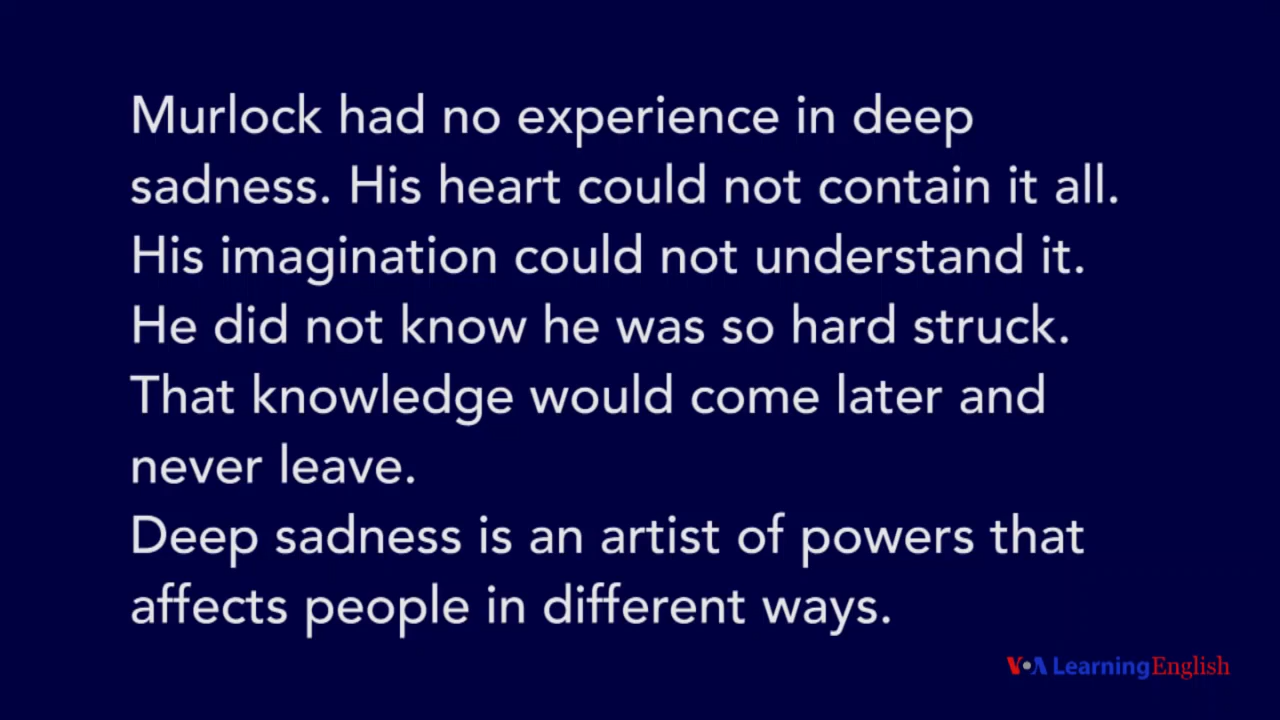 Murlock had no experience in deep
sadness. His heart could not contain it all.
His imagination could not understand it.
He did not know he was so hard struck.
That knowledge would come later and
never leave.
Deep sadness is an artist of powers that
affects people in different ways.
VOA Learning English